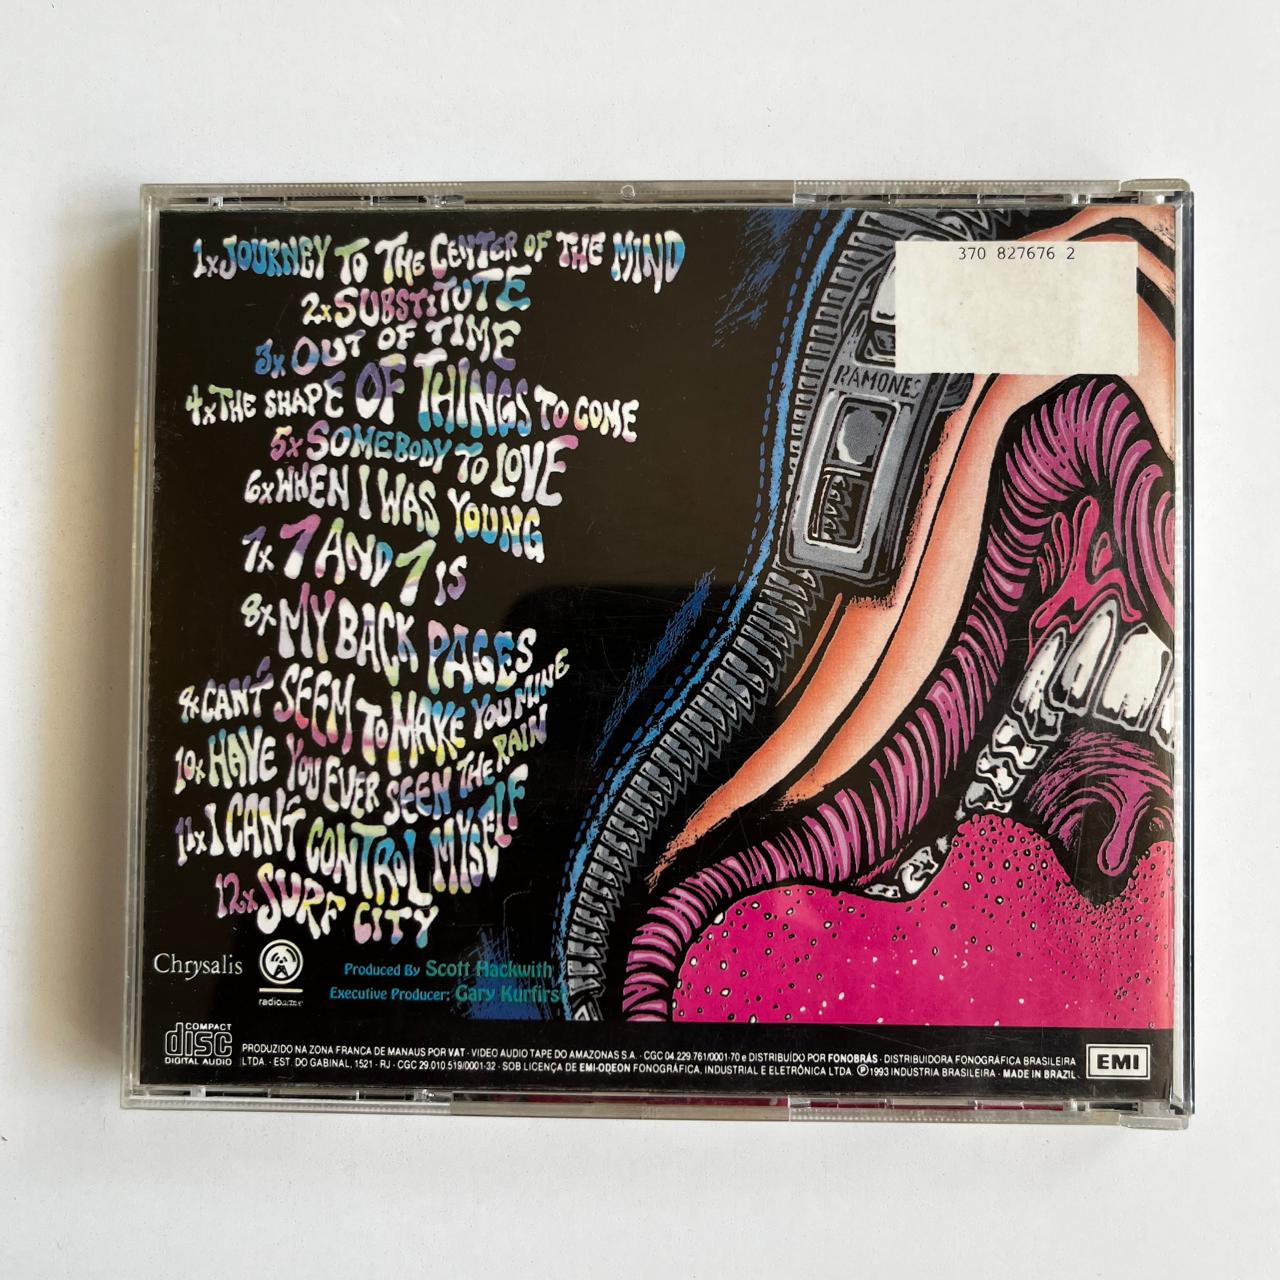 370 827676 2
1x JOURNEY TO THE CENTER OF THE MIND
2x SUBSTITUTE
3x OUT OF TIME
4x THE SHAPE OF THINGS TO COME
5x SOMEBODY TO LOVE
6x WHEN I WAS YOUNG
7x 7 AND 7 IS
8x MY BACK PAGES
9x CAN'T SEEM TO MAKE YOU MINE
10x HAVE YOU EVER SEEN THE RAIN
11x I CAN'T CONTROL MYSELF
12x SURF CITY
RAMONES
Chrysalis
radioactive
Produced By Scott Hackwith
Executive Producer: Gary Kurfirst
COMPACT
disc
DIGITAL AUDIO
PRODUZIDO NA ZONA FRANCA DE MANAUS POR VAT - VIDEO AUDIO TAPE DO AMAZONAS S.A. - CGC 04 229.761/0001-70 e DISTRIBUÍDO POR FONOBRÁS - DISTRIBUIDORA FONOGRÁFICA BRASILEIRA
LTDA. - EST. DO GABINAL, 1521 - RJ - CGC 29.010.519/0001-32 - SOB LICENÇA DE EMI-ODEON FONOGRÁFICA, INDUSTRIAL E ELETRÔNICA LTDA. ℗ 1993 INDÚSTRIA BRASILEIRA - MADE IN BRAZIL.
EMI